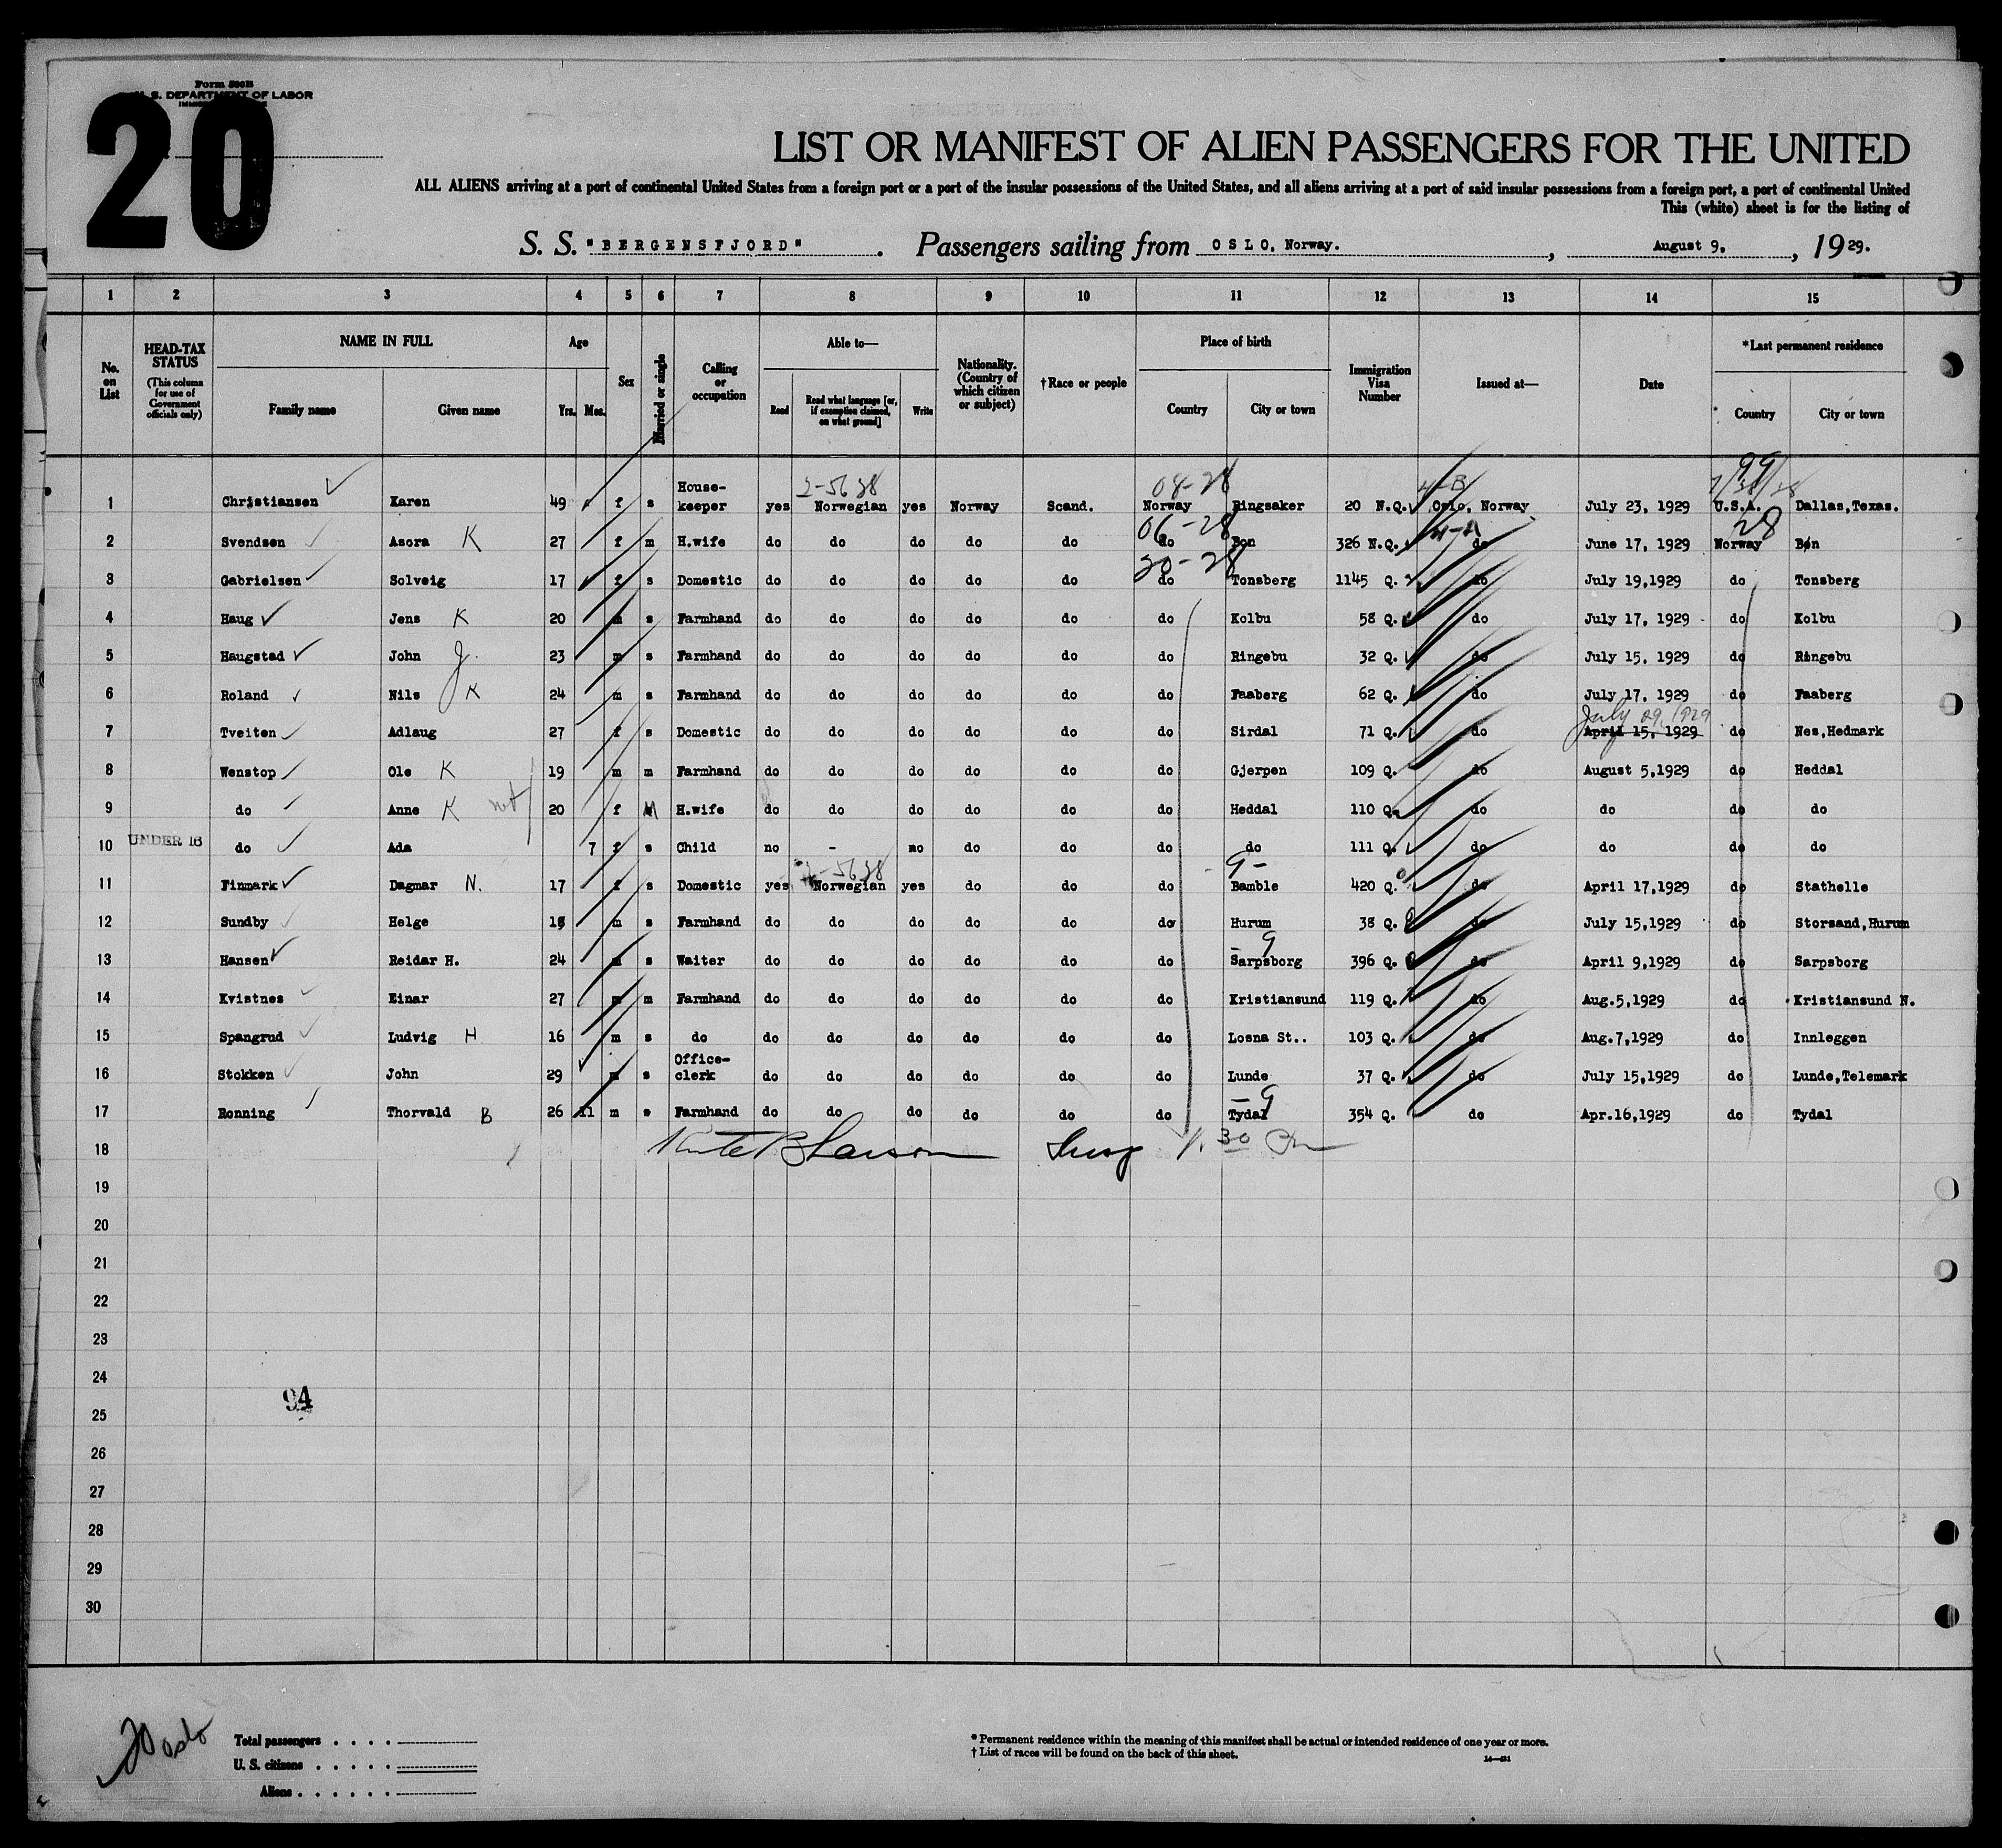 Form 500B
U. S. DEPARTMENT OF LABOR
20
LIST OR MANIFEST OF ALIEN PASSENGERS FOR THE UNITED
ALL ALIENS arriving at a port of continental United States from a foreign port or a port of the insular possessions of the United States, and all aliens arriving at a port of said insular possessions from a foreign port, a port of continental United
This (white) sheet is for the listing of
S. S. "BERGENSFJORD". Passengers sailing from OSLO, Norway., August 9, , 1929.
1 2 3 4 5 6 7 8 9 10 11 12 13 14 15
No. on List HEAD-TAX STATUS (This column for use of Government officials only) NAME IN FULL Family name Given name Age Yrs. Mos. Sex Married or single Calling or occupation Able to— Read Read what language [or, if exemption claimed, on what ground] Write Nationality. (Country of which citizen or subject) †Race or people Place of birth Country City or town Immigration Visa Number Issued at— Date *Last permanent residence Country City or town
2-5638 08-28 4-B 99
1 Christiansen Karen 49 f s House-keeper yes Norwegian yes Norway Scand. Norway Ringsaker 20 N.Q. Oslo, Norway July 23, 1929 U.S.A. Dallas,Texas.
06-28 4-A 28
2 Svendsen Asora K 27 f m H.wife do do do do do do Bon 326 N.Q. do June 17, 1929 Norway Bøn
30-28
3 Gabrielsen Solveig 17 f s Domestic do do do do do do Tonsberg 1145 Q. do July 19,1929 do Tonsberg
4 Haug Jens K 20 m s Farmhand do do do do do do Kolbu 58 Q. do July 17, 1929 do Kolbu
5 Haugstad John J. 23 m s Farmhand do do do do do do Ringebu 32 Q. do July 15, 1929 do Ringebu
6 Roland Nils K 24 m s Farmhand do do do do do do Faaberg 62 Q. do July 17, 1929 do Faaberg
July 29, 1929
7 Tveiten Adlaug 27 f s Domestic do do do do do do Sirdal 71 Q. do April 15, 1929 do Nes,Hedmark
8 Wenstop Ole K 19 m m Farmhand do do do do do do Gjerpen 109 Q. do August 5,1929 do Heddal
9 do Anne K 20 f M H.wife do do do do do do Heddal 110 Q. do do do do
10 UNDER 16 do Ada 7 f s Child no - no do do do do 111 Q. do do do do
-5638 9-
11 Finmark Dagmar N. 17 f s Domestic yes Norwegian yes do do do Bamble 420 Q. do April 17,1929 do Stathelle
12 Sundby Helge 18 m s Farmhand do do do do do do Hurum 38 Q. do July 15,1929 do Storsand,Hurum
-9
13 Hansen Reidar H. 24 m s Waiter do do do do do do Sarpsborg 396 Q. do April 9,1929 do Sarpsborg
14 Kvistnes Einar 27 m m Farmhand do do do do do do Kristiansund 119 Q. do Aug.5,1929 do Kristiansund N.
15 Spangrud Ludvig H 16 m s do do do do do do do Losna St.. 103 Q. do Aug.7,1929 do Innleggen
16 Stokken John 29 m s Office-clerk do do do do do do Lunde 37 Q. do July 15,1929 do Lunde,Telemark
-9
17 Ronning Thorvald B 26 11 m s Farmhand do do do do do do Tydal 354 Q. do Apr.16,1929 do Tydal
18 Larson Insp 1.30 Pm
19
20
21
22
23
24
94
25
26
27
28
29
30
20 Oslo
Total passengers . . . .
U. S. citizens . . . . .
Aliens . . . . . .
* Permanent residence within the meaning of this manifest shall be actual or intended residence of one year or more.
† List of races will be found on the back of this sheet.